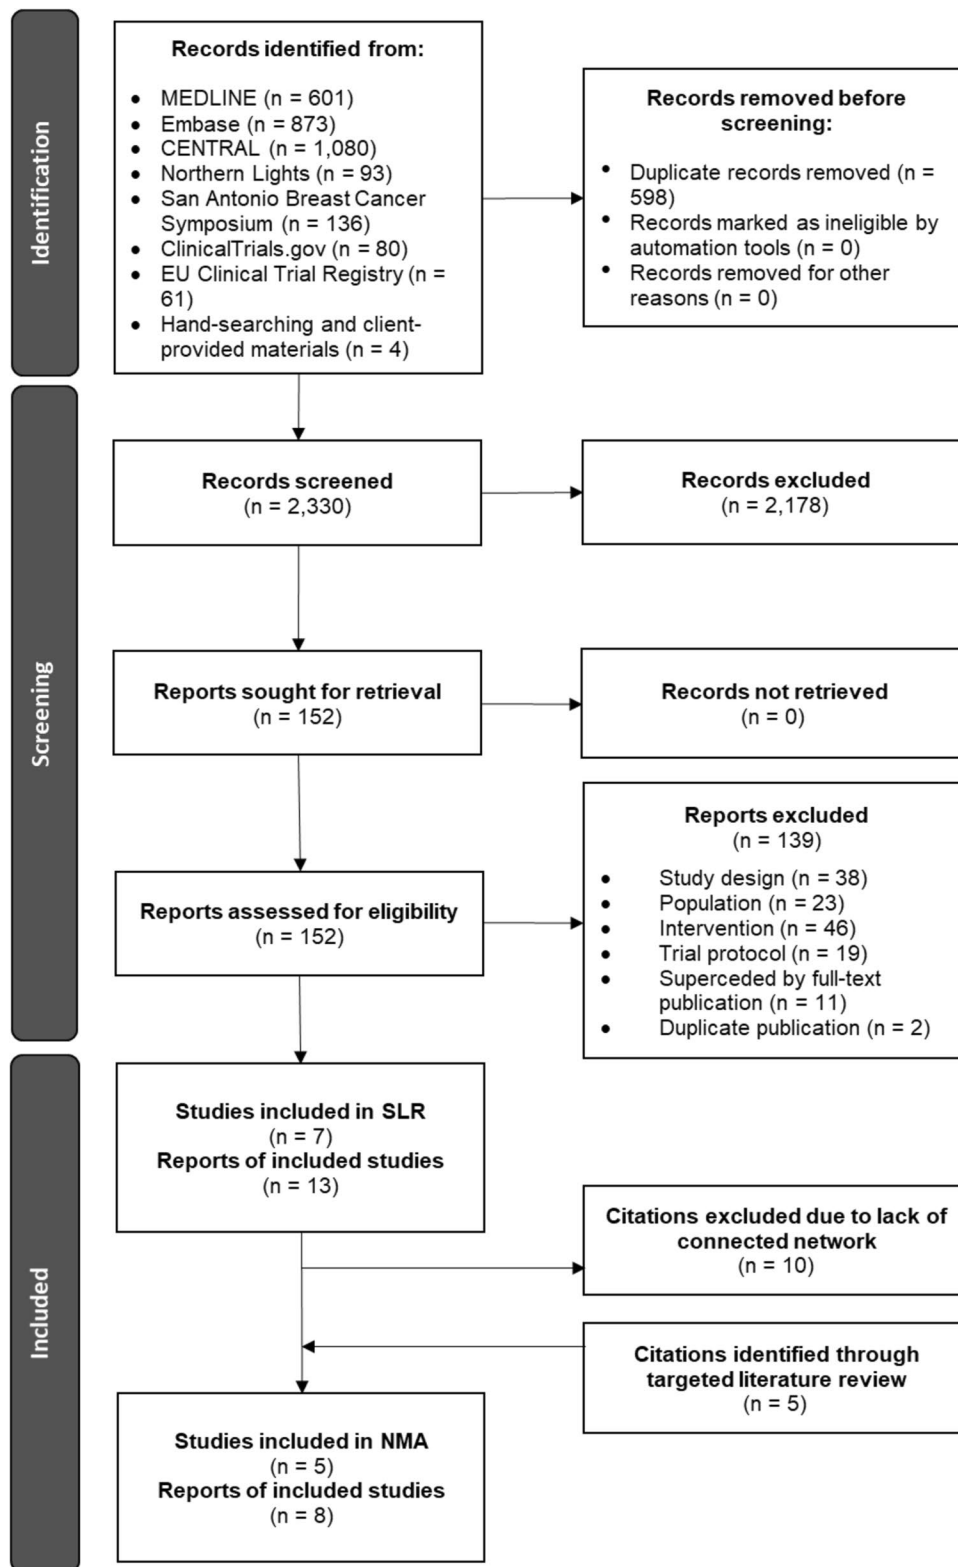 Identification
Records identified from:
• MEDLINE (n = 601)
• Embase (n = 873)
• CENTRAL (n = 1,080)
• Northern Lights (n = 93)
• San Antonio Breast Cancer
Symposium (n = 136)
• ClinicalTrials.gov (n = 80)
• EU Clinical Trial Registry (n =
61)
• Hand-searching and client-
provided materials (n = 4)
Records removed before
screening:
• Duplicate records removed (n =
598)
• Records marked as ineligible by
automation tools (n = 0)
• Records removed for other
reasons (n = 0)
Screening
Records screened
(n = 2,330)
Records excluded
(n = 2,178)
Reports sought for retrieval
(n = 152)
Records not retrieved
(n = 0)
Reports assessed for eligibility
(n = 152)
Reports excluded
(n = 139)
• Study design (n = 38)
• Population (n = 23)
• Intervention (n = 46)
• Trial protocol (n = 19)
• Superceded by full-text
publication (n = 11)
• Duplicate publication (n = 2)
Included
Studies included in SLR
(n = 7)
Reports of included studies
(n = 13)
Citations excluded due to lack of
connected network
(n = 10)
Citations identified through
targeted literature review
(n = 5)
Studies included in NMA
(n = 5)
Reports of included studies
(n = 8)